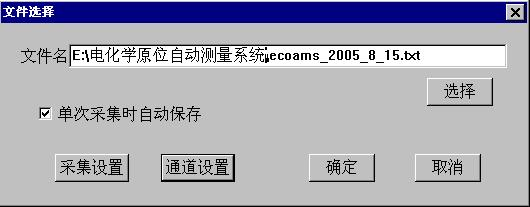 文件选择
文件名 E:\电化学原位自动测量系统\ecoams_2005_8_15.txt
选择
单次采集时自动保存
采集设置 通道设置 确定 取消